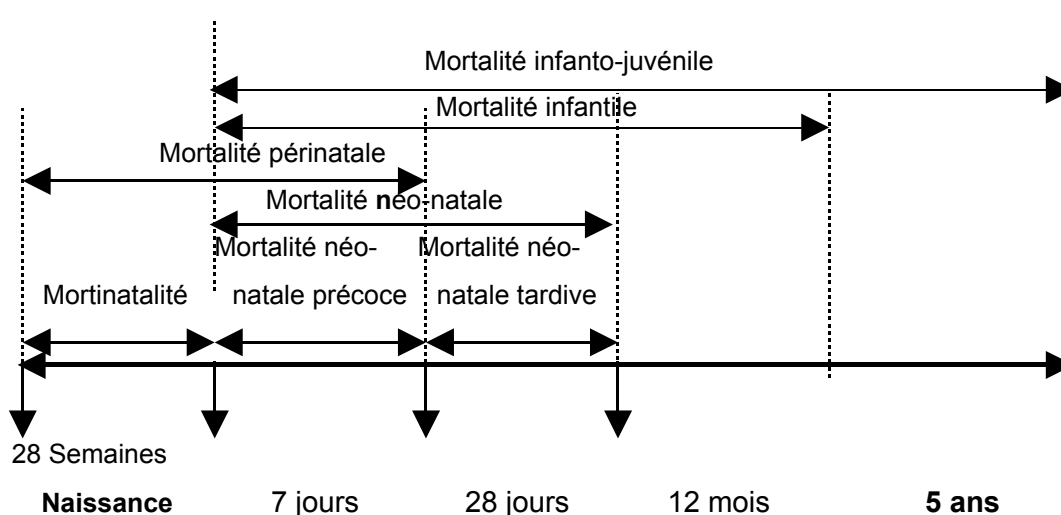 Mortalité infanto-juvénile
Mortalité infantile
Mortalité périnatale
Mortalité néo-natale
Mortalité néo- Mortalité néo-
Mortinatalité natale précoce natale tardive
28 Semaines
Naissance 7 jours 28 jours 12 mois 5 ans